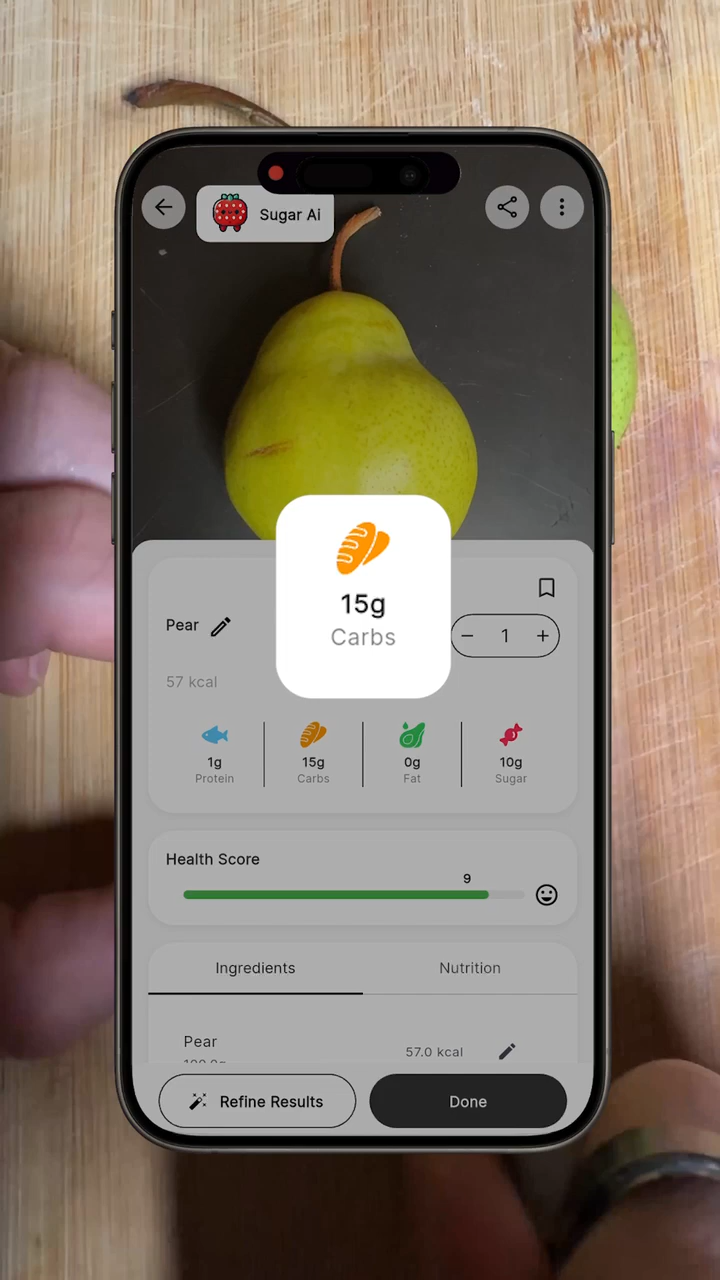 Sugar Ai
15g
Carbs
Pear
1
57 kcal
1g
Protein
15g
Carbs
0g
Fat
10g
Sugar
Health Score
9
Ingredients
Nutrition
Pear
57.0 kcal
Refine Results
Done